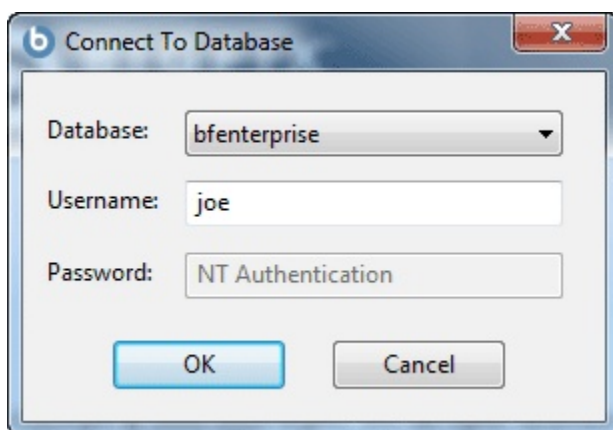 b Connect To Database
Database: bfenterprise
Username: joe
Password: NT Authentication
OK Cancel